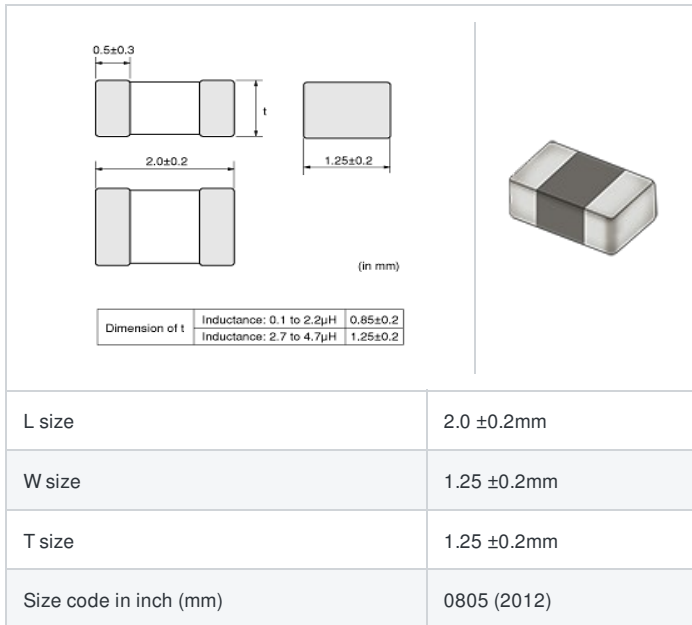 0.5±0.3
t
2.0±0.2
1.25±0.2
(in mm)
Dimension of t
Inductance: 0.1 to 2.2μH 0.85±0.2
Inductance: 2.7 to 4.7μH 1.25±0.2
L size 2.0 ±0.2mm
W size 1.25 ±0.2mm
T size 1.25 ±0.2mm
Size code in inch (mm) 0805 (2012)